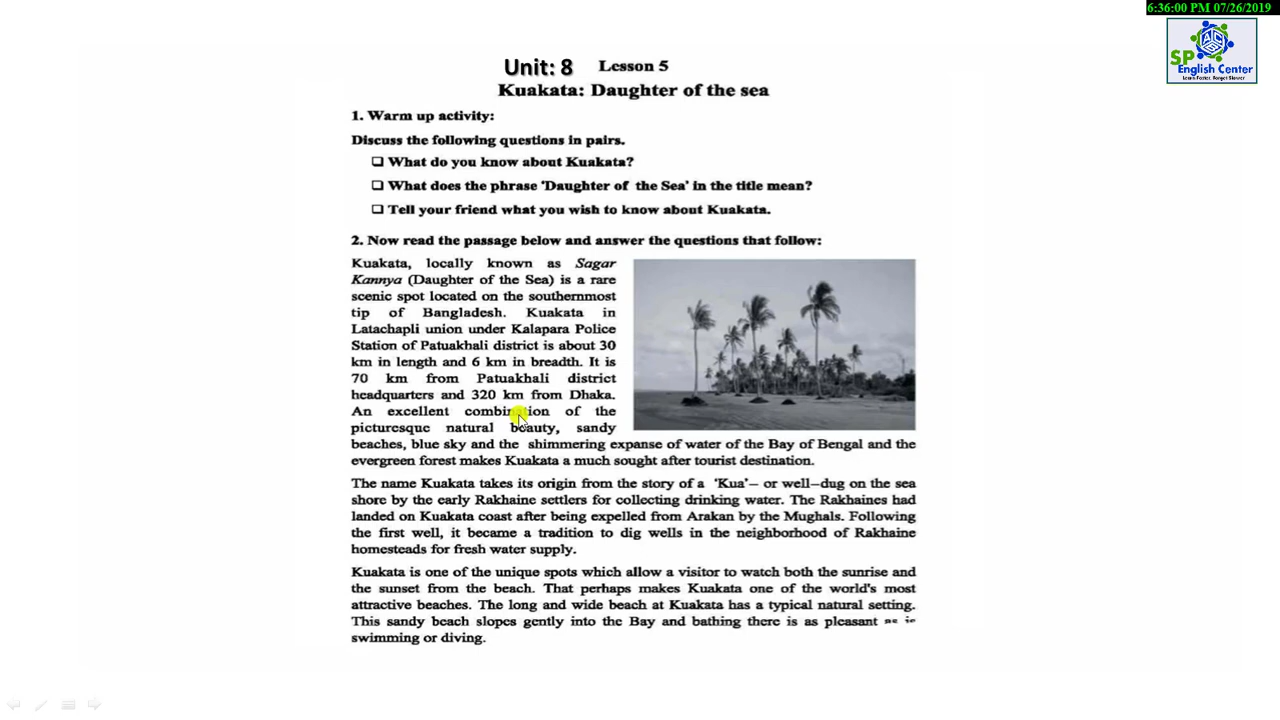 6:36:00 PM 07/26/2019
SP
English Center
Learn Faster, Forget Slower
Unit: 8 Lesson 5
Kuakata: Daughter of the sea
1. Warm up activity:
Discuss the following questions in pairs.
❑ What do you know about Kuakata?
❑ What does the phrase ‘Daughter of the Sea’ in the title mean?
❑ Tell your friend what you wish to know about Kuakata.
2. Now read the passage below and answer the questions that follow:
Kuakata, locally known as Sagar
Kannya (Daughter of the Sea) is a rare
scenic spot located on the southernmost
tip of Bangladesh. Kuakata in
Latachapli union under Kalapara Police
Station of Patuakhali district is about 30
km in length and 6 km in breadth. It is
70 km from Patuakhali district
headquarters and 320 km from Dhaka.
An excellent combination of the
picturesque natural beauty, sandy
beaches, blue sky and the shimmering expanse of water of the Bay of Bengal and the
evergreen forest makes Kuakata a much sought after tourist destination.
The name Kuakata takes its origin from the story of a ‘Kua’– or well–dug on the sea
shore by the early Rakhaine settlers for collecting drinking water. The Rakhaines had
landed on Kuakata coast after being expelled from Arakan by the Mughals. Following
the first well, it became a tradition to dig wells in the neighborhood of Rakhaine
homesteads for fresh water supply.
Kuakata is one of the unique spots which allow a visitor to watch both the sunrise and
the sunset from the beach. That perhaps makes Kuakata one of the world's most
attractive beaches. The long and wide beach at Kuakata has a typical natural setting.
This sandy beach slopes gently into the Bay and bathing there is as pleasant as is
swimming or diving.